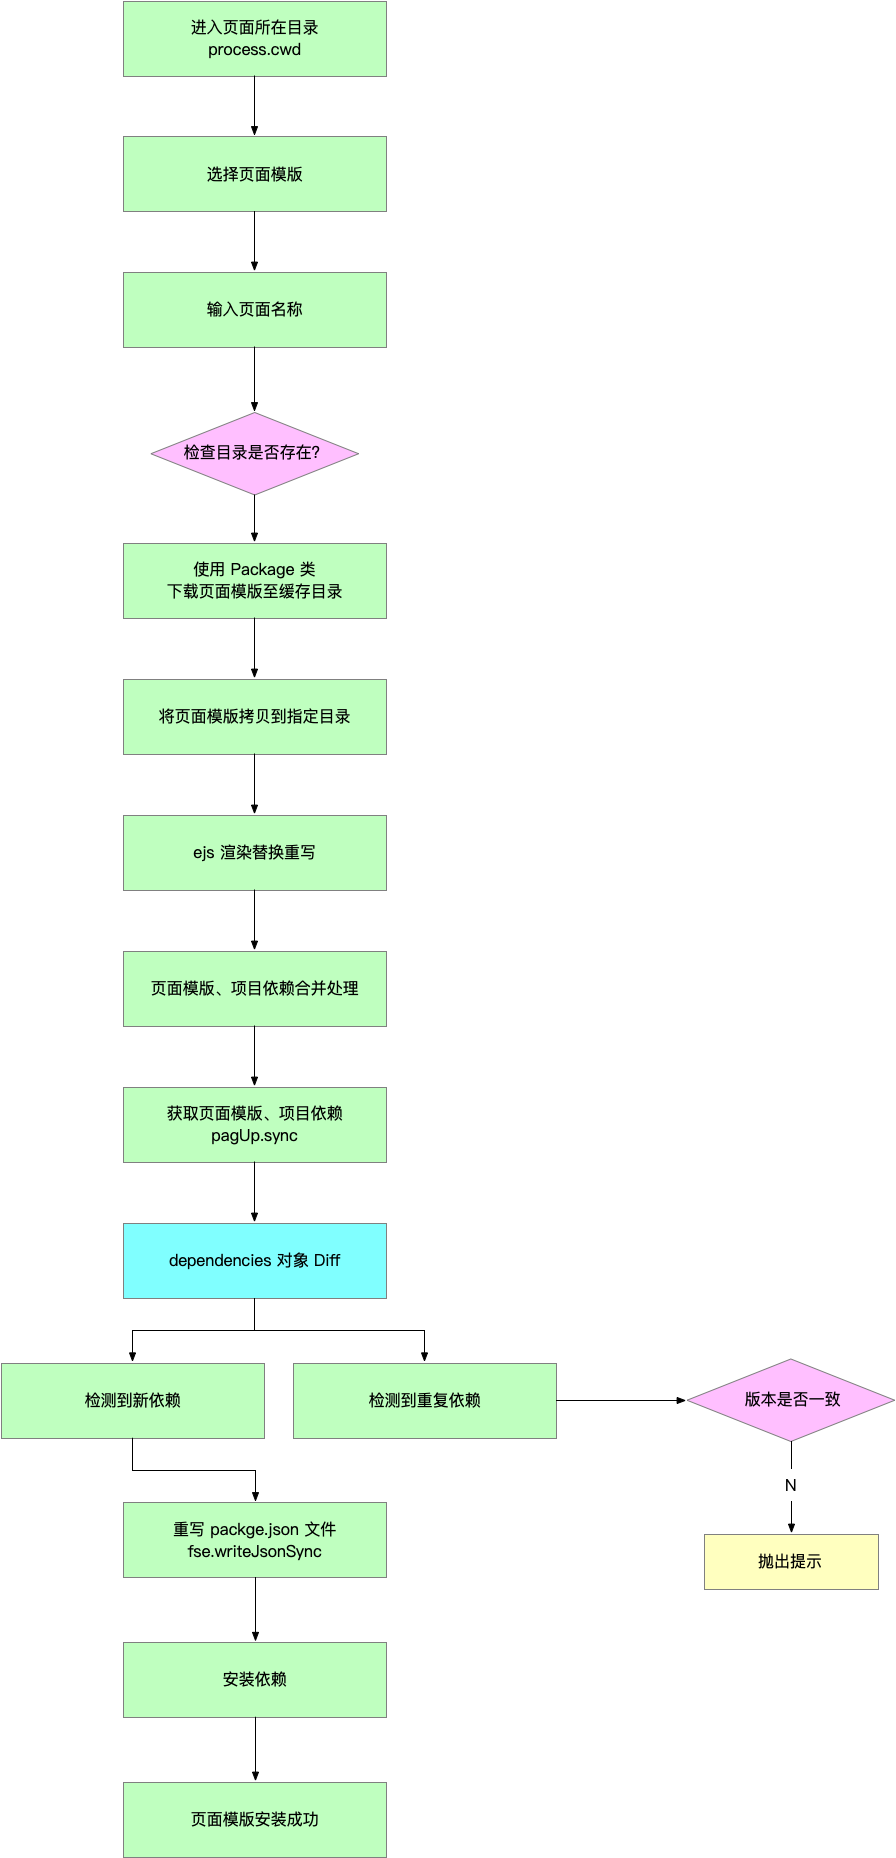 进入页面所在目录
process.cwd
选择页面模版
输入页面名称
检查目录是否存在?
使用 Package 类
下载页面模版至缓存目录
将页面模版拷贝到指定目录
ejs 渲染替换重写
页面模版、项目依赖合并处理
获取页面模版、项目依赖
pagUp.sync
dependencies 对象 Diff
检测到新依赖
检测到重复依赖
版本是否一致
N
重写 packge.json 文件
fse.writeJsonSync
抛出提示
安装依赖
页面模版安装成功